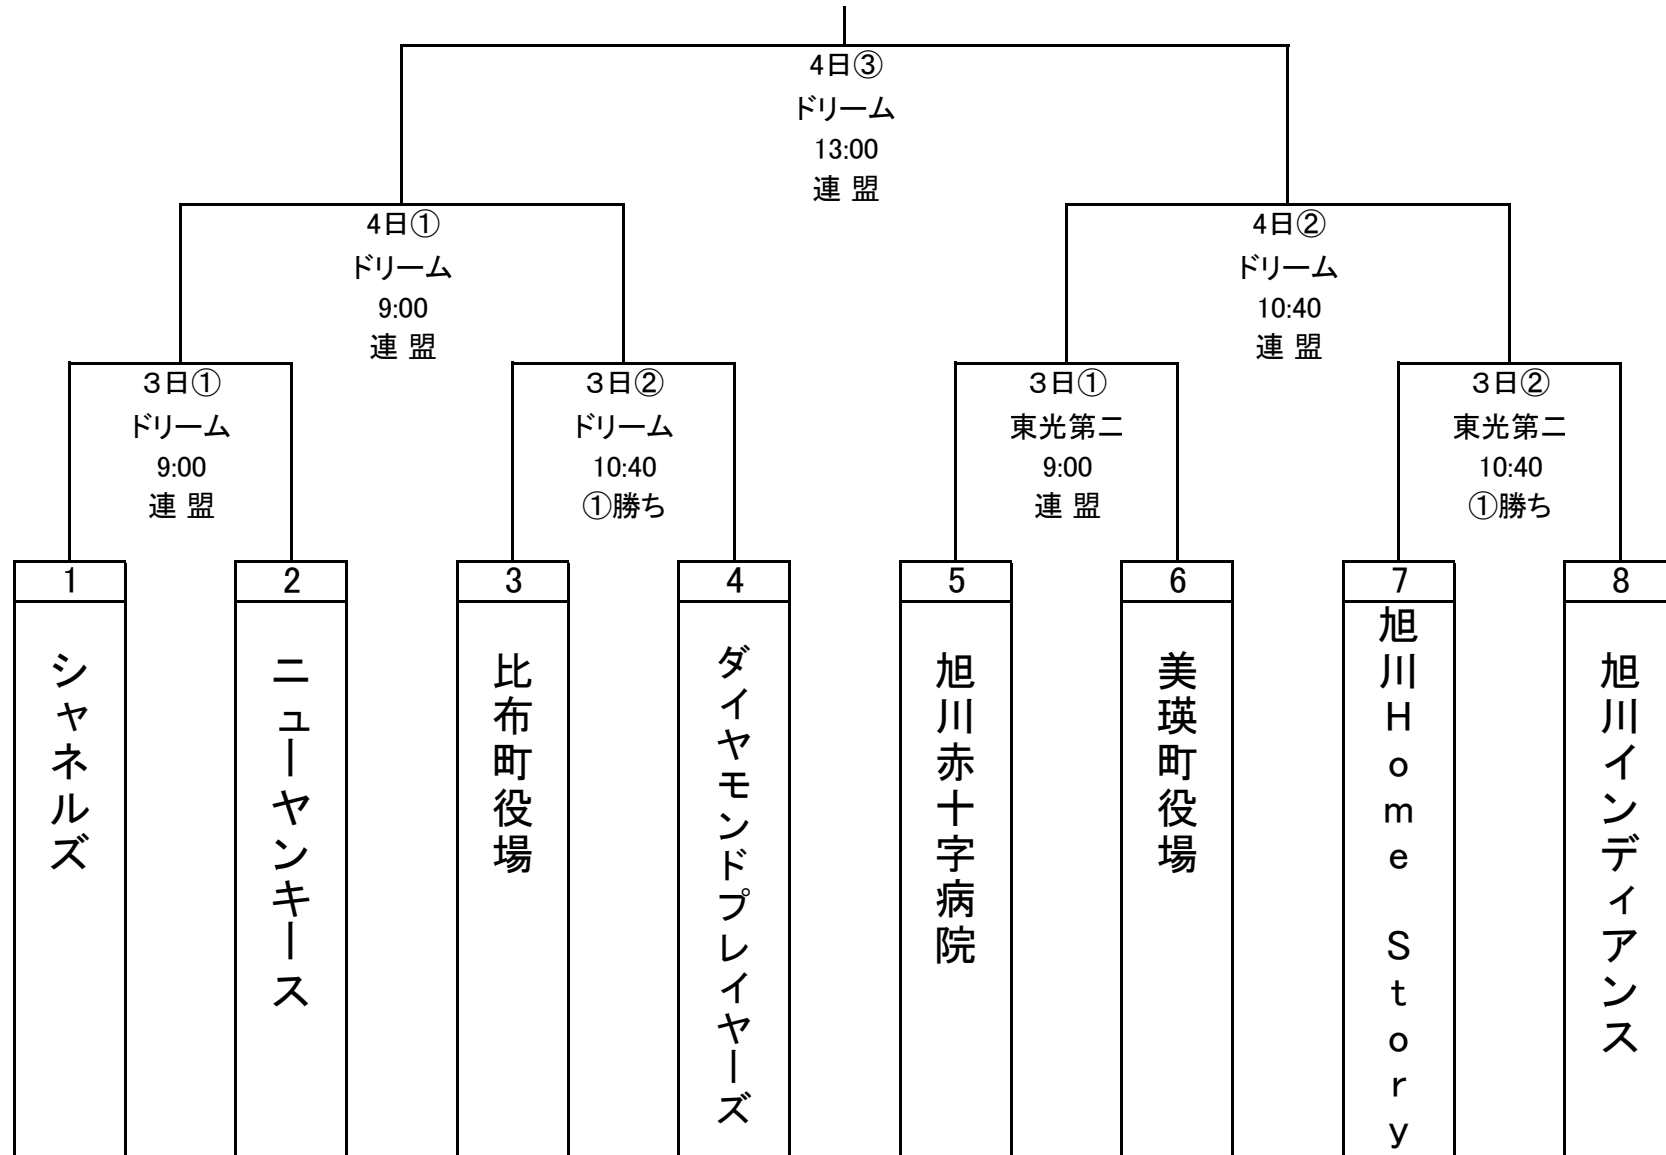 4日③
ドリーム
13:00
連 盟
4日①
ドリーム
9:00
連 盟
4日②
ドリーム
10:40
連 盟
3日①
ドリーム
9:00
連 盟
3日②
ドリーム
10:40
①勝ち
3日①
東光第二
9:00
連 盟
3日②
東光第二
10:40
①勝ち
1
シャネルズ
2
ニューヤンキース
3
比布町役場
4
ダイヤモンドプレイヤーズ
5
旭川赤十字病院
6
美瑛町役場
7
旭川Home Story
8
旭川インディアンス